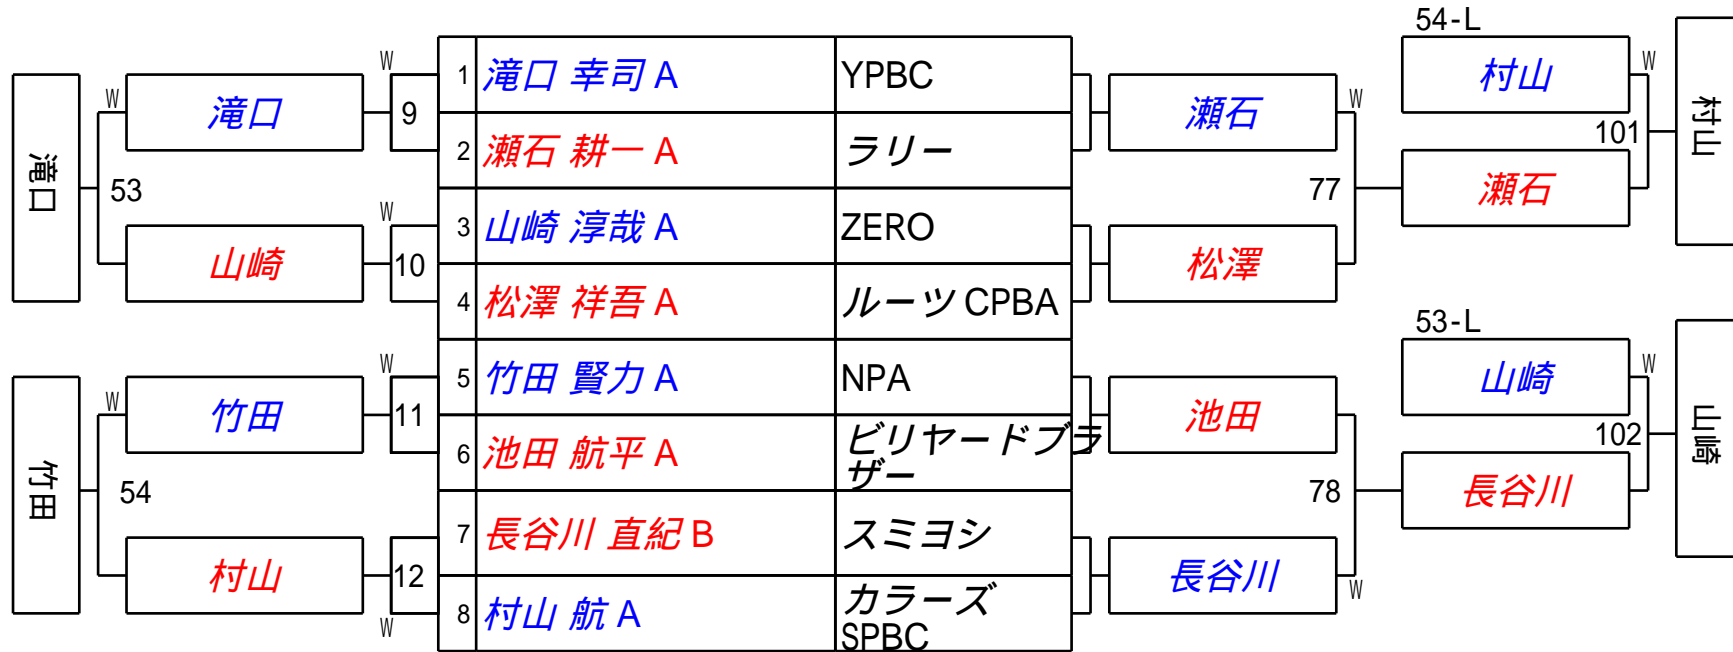 54-L
W
W
1 滝口 幸司 A YPBC
村山
W
W
滝口
9
瀬石
W
村山
2 瀬石 耕一 A ラリー
101
滝口
53
77
瀬石
W
3 山崎 淳哉 A ZERO
山崎
10
松澤
4 松澤 祥吾 A ルーツ CPBA
53-L
W
5 竹田 賢力 A NPA
山崎
W
W
竹田
11
池田
山崎
6 池田 航平 A ビリヤードブラ
ザー
102
竹田
54
78
長谷川
7 長谷川 直紀 B スミヨシ
村山
12
長谷川
W
8 村山 航 A カラーズ
SPBC
W